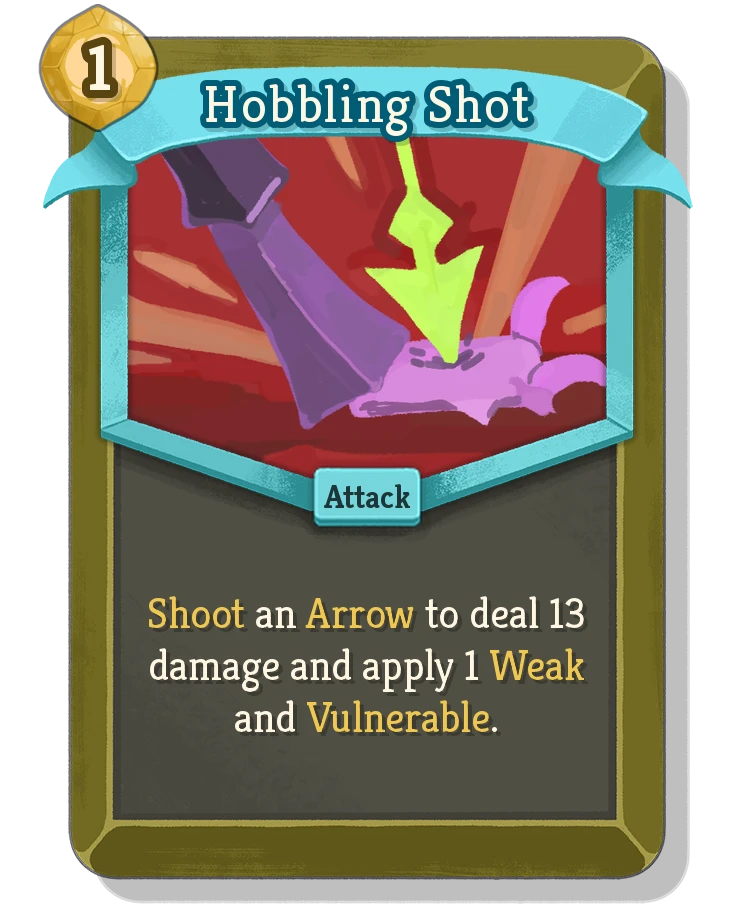 1
Hobbling Shot
Attack
Shoot an Arrow to deal 13
damage and apply 1 Weak
and Vulnerable.